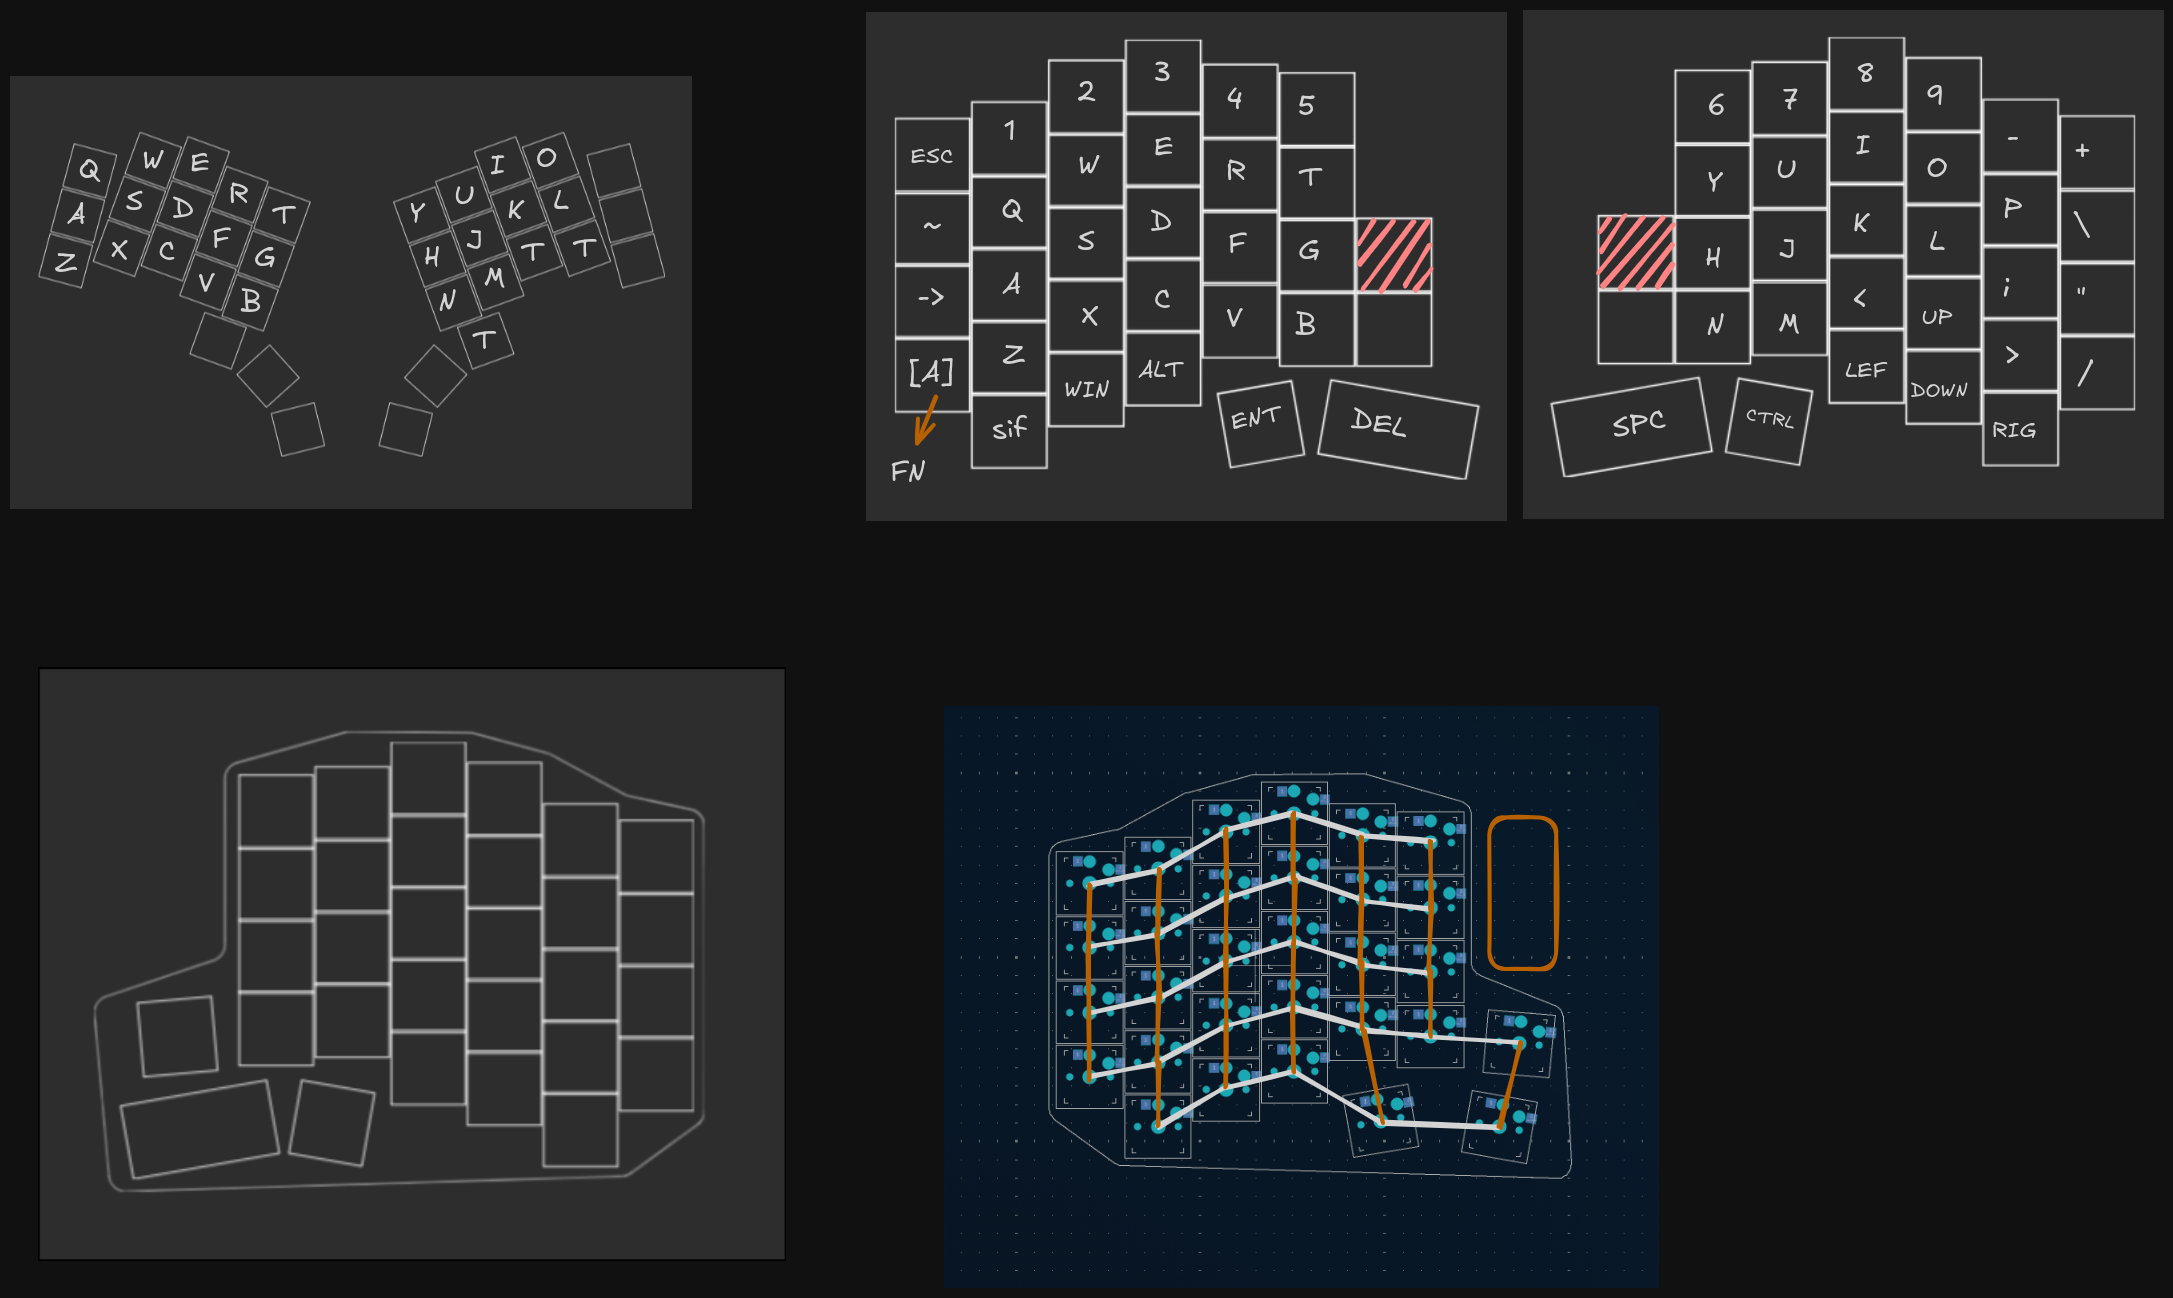 Q W E R T
A S D F G
Z X C V B
Y U I O
H J K L
N M T T
T
ESC 1 2 3 4 5
~ Q W E R T
-> A S D F G
[A] Z X C V B
sif WIN ALT ENT DEL
FN
6 7 8 9 - +
Y U I O P \
H J K L ; "
N M < UP > /
SPC CTRL LEF DOWN RIG